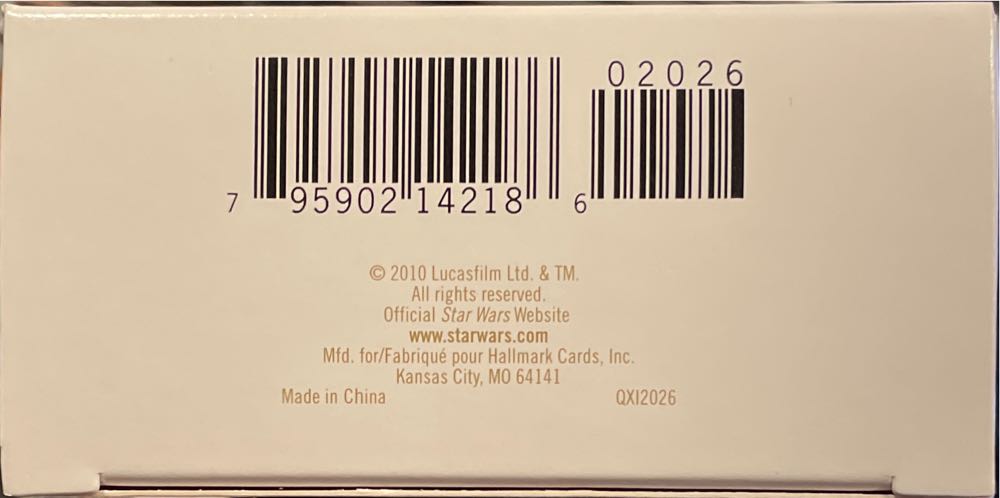 02026
7 95902 14218 6
© 2010 Lucasfilm Ltd. & TM.
All rights reserved.
Official Star Wars Website
www.starwars.com
Mfd. for/Fabriqué pour Hallmark Cards, Inc.
Kansas City, MO 64141
Made in China QXI2026